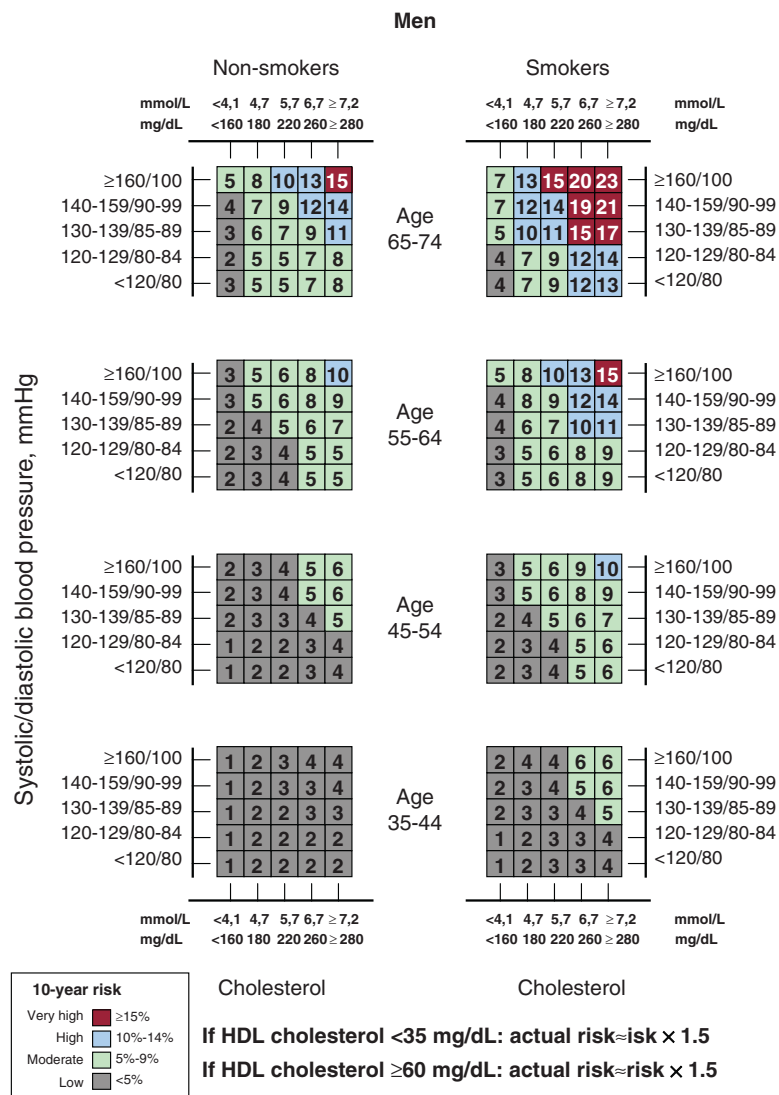 Men
Non-smokers Smokers
mmol/L <4,1 4,7 5,7 6,7 ≥7,2 <4,1 4,7 5,7 6,7 ≥7,2 mmol/L
mg/dL <160 180 220 260 ≥280 <160 180 220 260 ≥280 mg/dL
Systolic/diastolic blood pressure, mmHg
≥160/100 5 8 10 13 15 7 13 15 20 23 ≥160/100
140-159/90-99 4 7 9 12 14 Age 7 12 14 19 21 140-159/90-99
130-139/85-89 3 6 7 9 11 65-74 5 10 11 15 17 130-139/85-89
120-129/80-84 2 5 5 7 8 4 7 9 12 14 120-129/80-84
<120/80 3 5 5 7 8 4 7 9 12 13 <120/80
≥160/100 3 5 6 8 10 5 8 10 13 15 ≥160/100
140-159/90-99 3 5 6 8 9 Age 4 8 9 12 14 140-159/90-99
130-139/85-89 2 4 5 6 7 55-64 4 6 7 10 11 130-139/85-89
120-129/80-84 2 3 4 5 5 3 5 6 8 9 120-129/80-84
<120/80 2 3 4 5 5 3 5 6 8 9 <120/80
≥160/100 2 3 4 5 6 3 5 6 9 10 ≥160/100
140-159/90-99 2 3 4 5 6 Age 3 5 6 8 9 140-159/90-99
130-139/85-89 2 3 3 4 5 45-54 2 4 5 6 7 130-139/85-89
120-129/80-84 1 2 2 3 4 2 3 4 5 6 120-129/80-84
<120/80 1 2 2 3 4 2 3 4 5 6 <120/80
≥160/100 1 2 3 4 4 2 4 4 6 6 ≥160/100
140-159/90-99 1 2 2 3 4 Age 2 3 4 5 6 140-159/90-99
130-139/85-89 1 2 2 3 3 35-44 2 3 3 4 5 130-139/85-89
120-129/80-84 1 2 2 2 2 1 2 3 3 4 120-129/80-84
<120/80 1 2 2 2 2 1 2 3 3 4 <120/80
mmol/L <4,1 4,7 5,7 6,7 ≥7,2 <4,1 4,7 5,7 6,7 ≥7,2 mmol/L
mg/dL <160 180 220 260 ≥280 <160 180 220 260 ≥280 mg/dL
Cholesterol Cholesterol
10-year risk
Very high ≥15%
High 10%-14%
Moderate 5%-9%
Low <5%
If HDL cholesterol <35 mg/dL: actual risk≈isk × 1.5
If HDL cholesterol ≥60 mg/dL: actual risk≈risk × 1.5